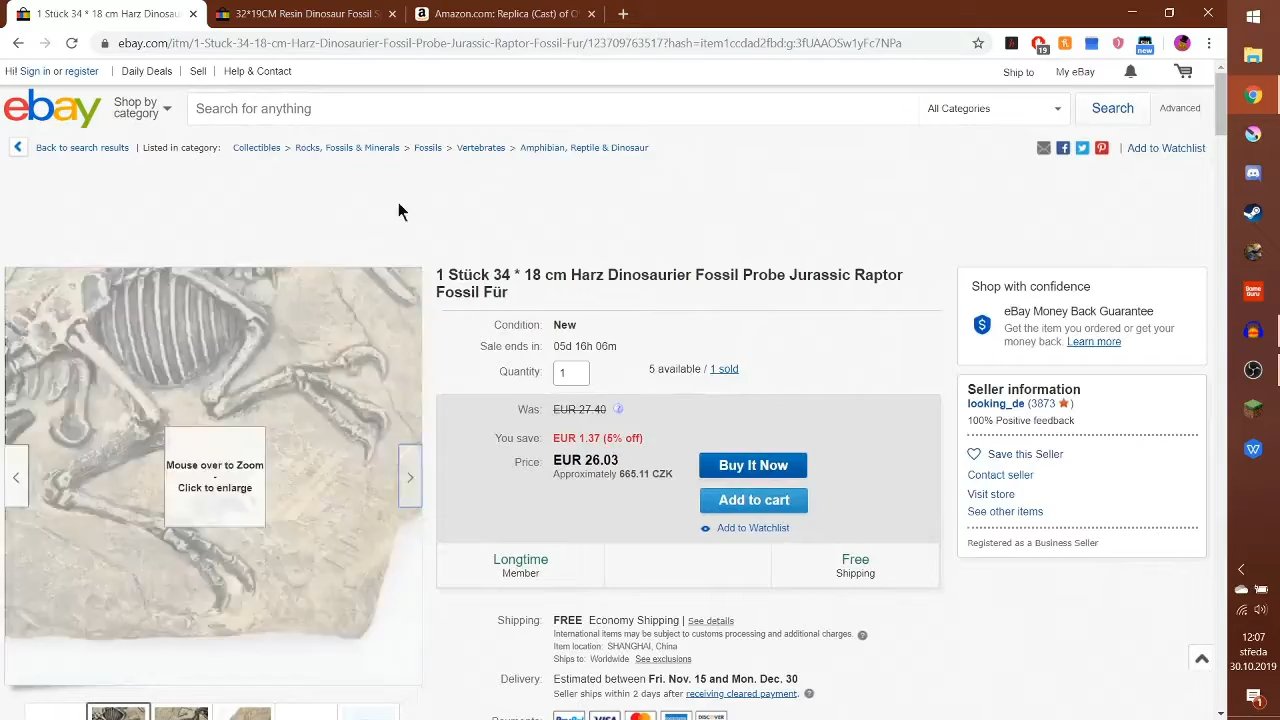 1 Stück 34 * 18 cm Harz Dinosau
32*19CM Resin Dinosaur Fossil S
Amazon.com: Replica (Cast) of O
ebay.com/itm/1-Stuck-34-18-cm-Harz-Dinosaurier-Fossil-Probe-Jurassic-Raptor-Fossil-Fur/123709763517?hash=item1ccdad2fbd:g:3fUAAOSw1yFc7NPa
19
new
Hi! Sign in or register
Daily Deals
Sell
Help & Contact
Ship to
My eBay
ebay
Shop by category
Search for anything
All Categories
Search
Advanced
Back to search results
Listed in category:
Collectibles > Rocks, Fossils & Minerals > Fossils > Vertebrates > Amphibian, Reptile & Dinosaur
Add to Watchlist
1 Stück 34 * 18 cm Harz Dinosaurier Fossil Probe Jurassic Raptor
Fossil Für
Condition: New
Sale ends in: 15d 16h 06m
Quantity: 1
5 available / 1 sold
Was: EUR 27.40
You save: EUR 1.37 (5% off)
Price: EUR 26.03
Approximately 665.11 CZK
Buy It Now
Add to cart
Add to Watchlist
Longtime
Member
Free
Shipping
Shipping: FREE Economy Shipping | See details
International items may be subject to customs processing and additional charges.
Item location: SHANGHAI, China
Ships to: Worldwide See exclusions
Delivery: Estimated between Fri. Nov. 15 and Mon. Dec. 30
Seller ships within 2 days after receiving cleared payment.
Payments:
PayPal VISA DISCOVER
Mouse over to Zoom
-
Click to enlarge
Shop with confidence
eBay Money Back Guarantee
Get the item you ordered or get your
money back. Learn more
Seller information
looking_de (3873)
100% Positive feedback
Save this Seller
Contact seller
Visit store
See other items
Registered as a Business Seller
Game
Guru
12:07
středa
30.10.2019
1